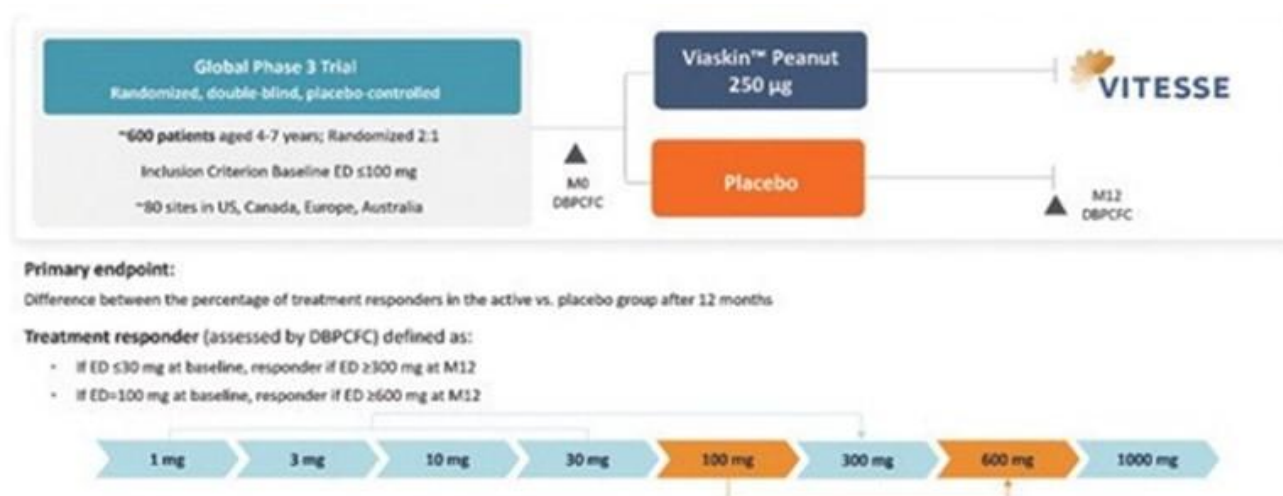 Global Phase 3 Trial
Randomized, double-blind, placebo-controlled
~600 patients aged 4-7 years; Randomized 2:1
Inclusion Criterion Baseline ED ≤100 mg
~80 sites in US, Canada, Europe, Australia
M0
DBPCFC
Viaskin™ Peanut
250 µg
Placebo
VITESSE
M12
DBPCFC
Primary endpoint:
Difference between the percentage of treatment responders in the active vs. placebo group after 12 months
Treatment responder (assessed by DBPCFC) defined as:
- If ED ≤30 mg at baseline, responder if ED ≥300 mg at M12
- If ED=100 mg at baseline, responder if ED ≥600 mg at M12
1 mg 3 mg 10 mg 30 mg 100 mg 300 mg 600 mg 1000 mg